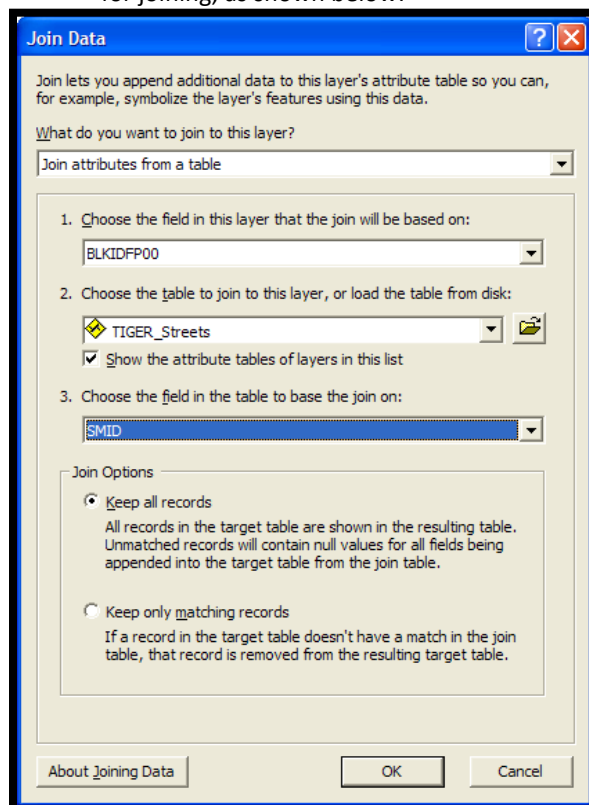 for joining, as shown below:
Join Data
Join lets you append additional data to this layer's attribute table so you can,
for example, symbolize the layer's features using this data.
What do you want to join to this layer?
Join attributes from a table
1. Choose the field in this layer that the join will be based on:
BLKIDFP00
2. Choose the table to join to this layer, or load the table from disk:
TIGER_Streets
Show the attribute tables of layers in this list
3. Choose the field in the table to base the join on:
SMID
Join Options
Keep all records
All records in the target table are shown in the resulting table.
Unmatched records will contain null values for all fields being
appended into the target table from the join table.
Keep only matching records
If a record in the target table doesn't have a match in the join
table, that record is removed from the resulting target table.
About Joining Data
OK
Cancel